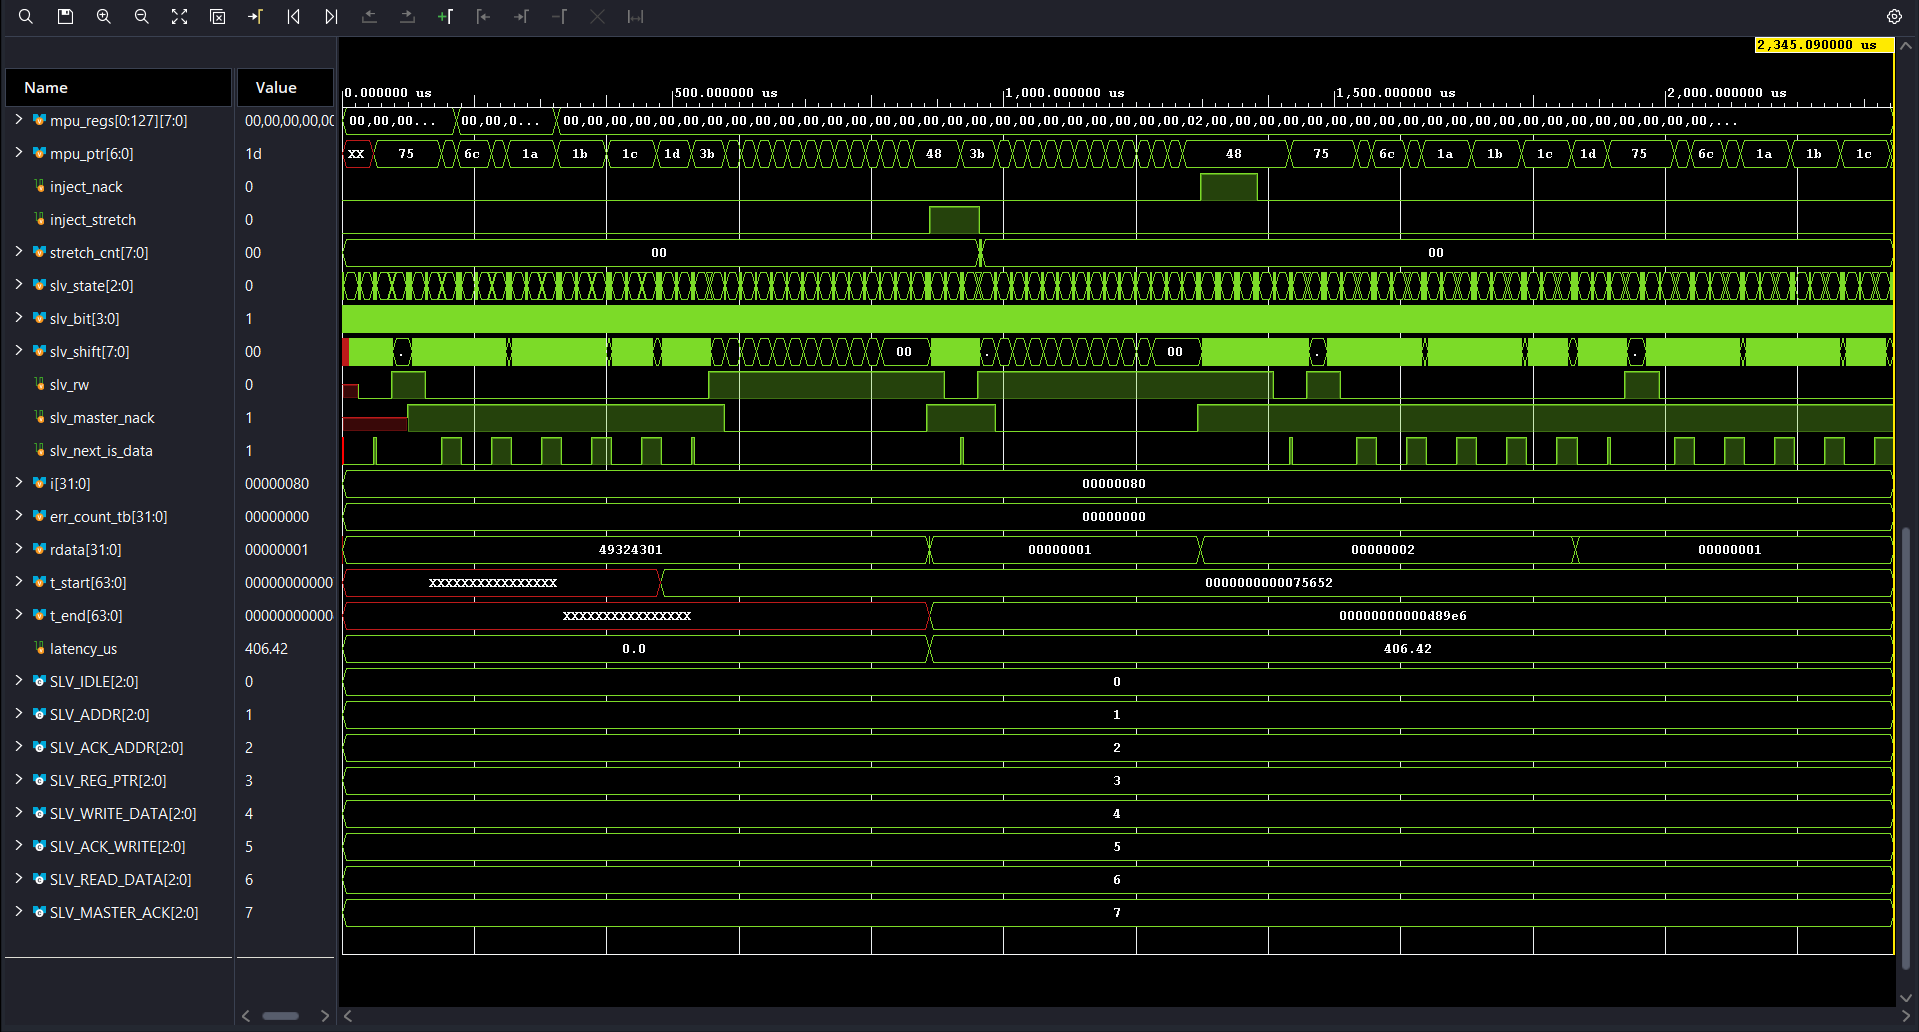 2,345.090000 us
Name Value
0.000000 us 500.000000 us 1,000.000000 us 1,500.000000 us 2,000.000000 us
mpu_regs[0:127][7:0] 00,00,00,00,00 00,00,00... 00,00,0... 00,00,00,00,00,00,00,00,00,00,00,00,00,00,00,00,00,00,00,00,00,00,00,00,00,00,02,00,00,00,00,00,00,00,00,00,00,00,00,00,00,00,00,00,00,...
mpu_ptr[6:0] 1d XX 75 6c 1a 1b 1c 1d 3b 48 3b 48 75 6c 1a 1b 1c 1d 75 6c 1a 1b 1c
inject_nack 0
inject_stretch 0
stretch_cnt[7:0] 00 00 00
slv_state[2:0] 0
slv_bit[3:0] 1
slv_shift[7:0] 00 . 00 . 00 . .
slv_rw 0
slv_master_nack 1
slv_next_is_data 1
i[31:0] 00000080 00000080
err_count_tb[31:0] 00000000 00000000
rdata[31:0] 00000001 49324301 00000001 00000002 00000001
t_start[63:0] 00000000000 XXXXXXXXXXXXXXXX 0000000000075652
t_end[63:0] 00000000000 XXXXXXXXXXXXXXXX 00000000000d89e6
latency_us 406.42 0.0 406.42
SLV_IDLE[2:0] 0 0
SLV_ADDR[2:0] 1 1
SLV_ACK_ADDR[2:0] 2 2
SLV_REG_PTR[2:0] 3 3
SLV_WRITE_DATA[2:0] 4 4
SLV_ACK_WRITE[2:0] 5 5
SLV_READ_DATA[2:0] 6 6
SLV_MASTER_ACK[2:0] 7 7